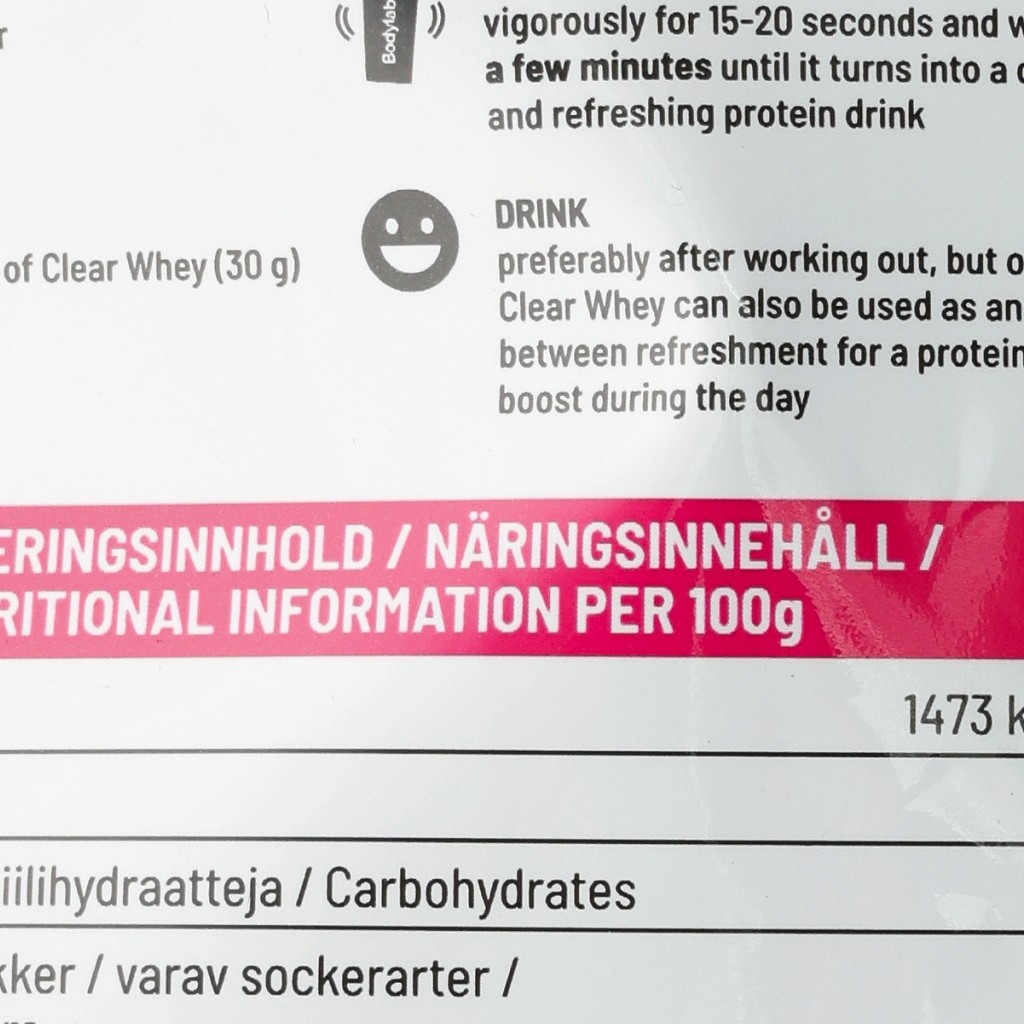 Bodylab
vigorously for 15-20 seconds and
a few minutes until it turns into a
and refreshing protein drink
of Clear Whey (30 g)
DRINK
preferably after working out, but
Clear Whey can also be used as an
between refreshment for a protein
boost during the day
ERINGSINNHOLD / NÄRINGSINNEHÅLL /
RITIONAL INFORMATION PER 100g
1473
iilihydraatteja / Carbohydrates
kker / varav sockerarter /